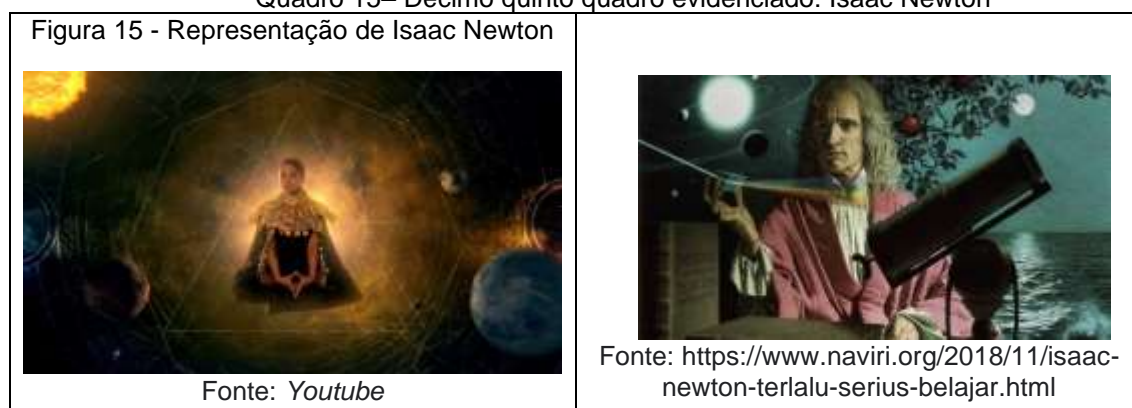 Quadro 15– Décimo quinto quadro evidenciado: Isaac Newton
Figura 15 - Representação de Isaac Newton
Fonte: Youtube
Fonte: https://www.naviri.org/2018/11/isaac-
newton-terlalu-serius-belajar.html